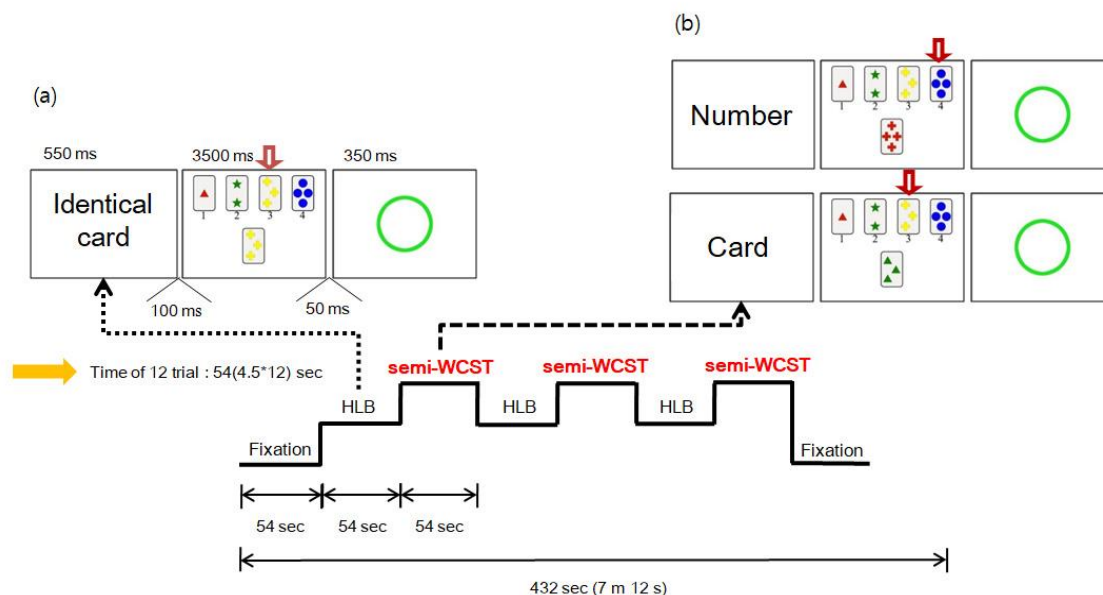 (a)
550 ms
3500 ms
350 ms
Identical
card
1 2 3 4
100 ms
50 ms
(b)
Number
1 2 3 4
Card
1 2 3 4
Time of 12 trial : 54(4.5*12) sec
semi-WCST
semi-WCST
semi-WCST
HLB
HLB
HLB
Fixation
Fixation
54 sec
54 sec
54 sec
432 sec (7 m 12 s)